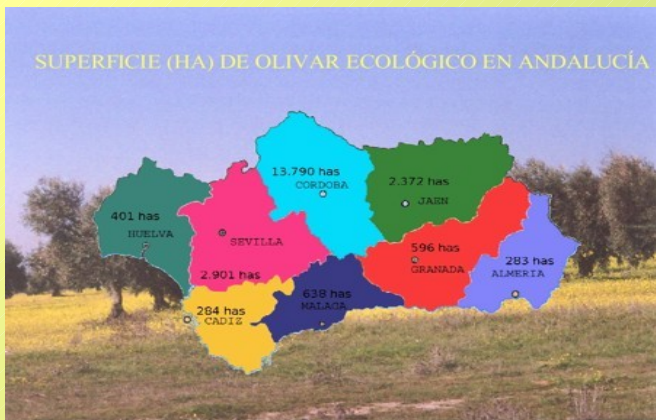 SUPERFICIE (HA) DE OLIVAR ECOLÓGICO EN ANDALUCÍA
13.790 has
CORDOBA
2.372 has
JAEN
401 has
HUELVA
SEVILLA
2.901 has
596 has
GRANADA
283 has
ALMERIA
638 has
MALAGA
284 has
CADIZ